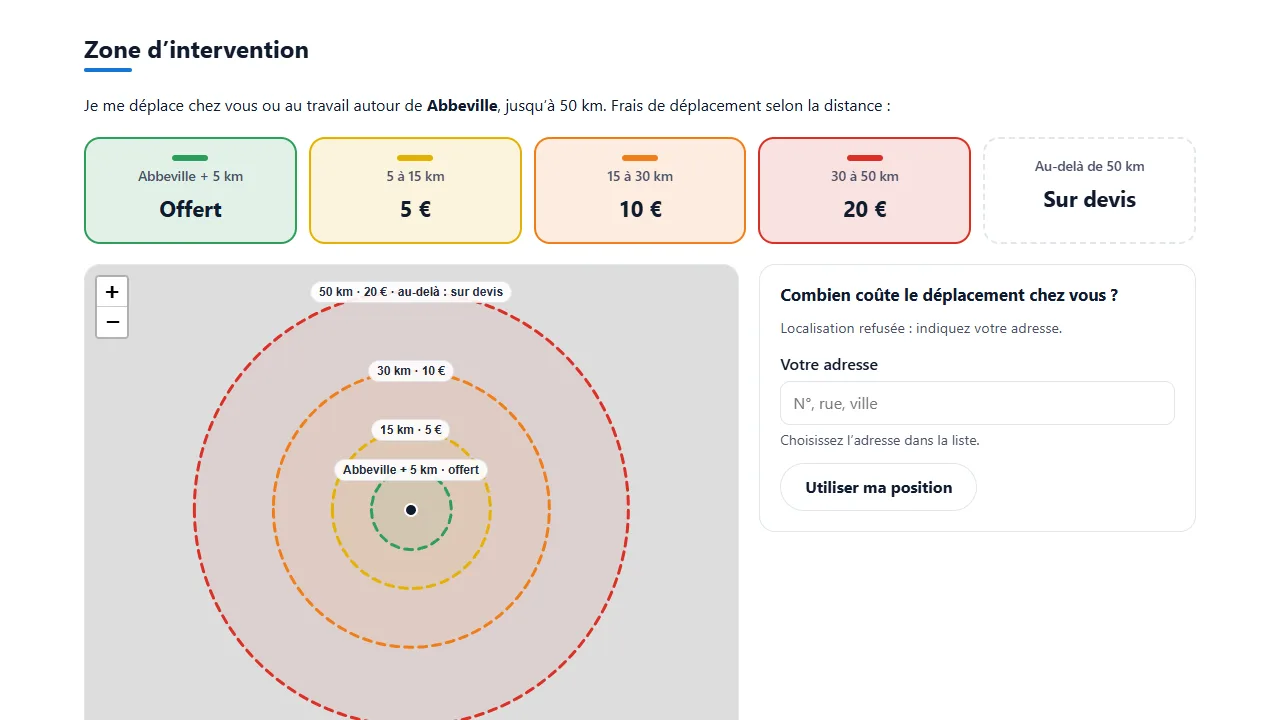 Zone d’intervention
Je me déplace chez vous ou au travail autour de Abbeville, jusqu’à 50 km. Frais de déplacement selon la distance :
Abbeville + 5 km
Offert
5 à 15 km
5 €
15 à 30 km
10 €
30 à 50 km
20 €
Au-delà de 50 km
Sur devis
+
−
50 km · 20 € · au-delà : sur devis
30 km · 10 €
15 km · 5 €
Abbeville + 5 km · offert
Combien coûte le déplacement chez vous ?
Localisation refusée : indiquez votre adresse.
Votre adresse
N°, rue, ville
Choisissez l’adresse dans la liste.
Utiliser ma position